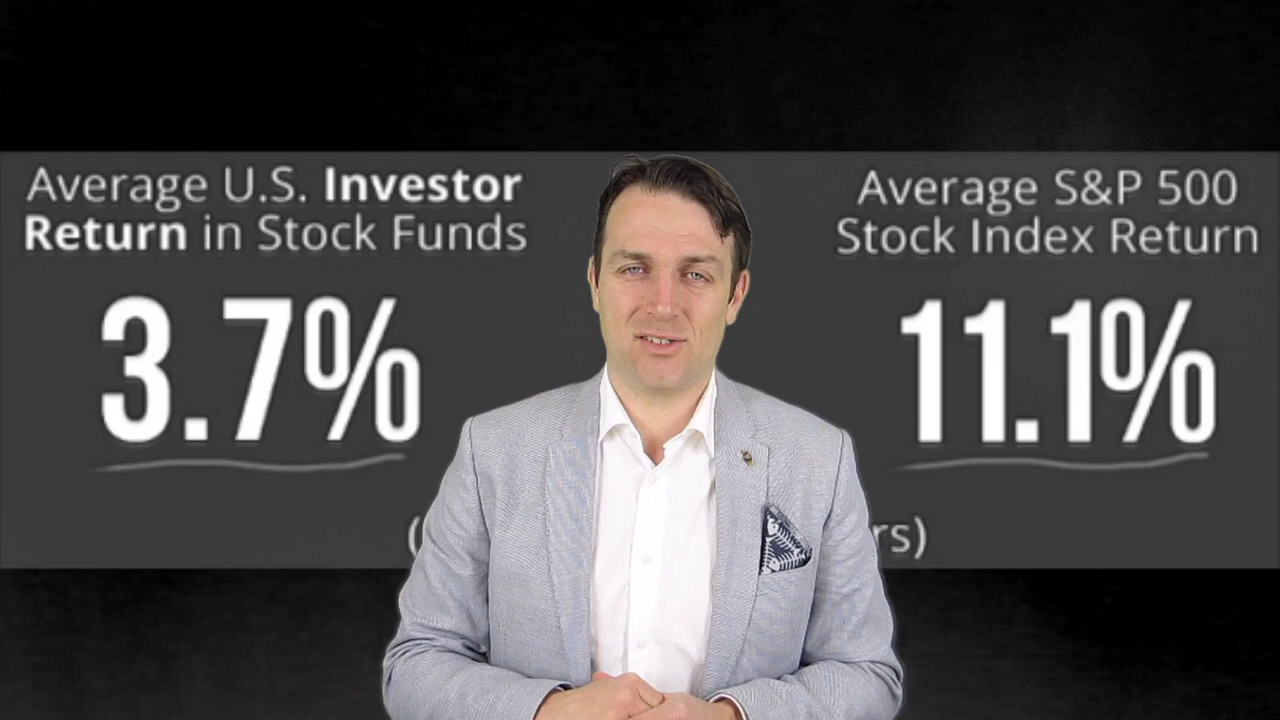 Average U.S. Investor
Return in Stock Funds
3.7%
Average S&P 500
Stock Index Return
11.1%